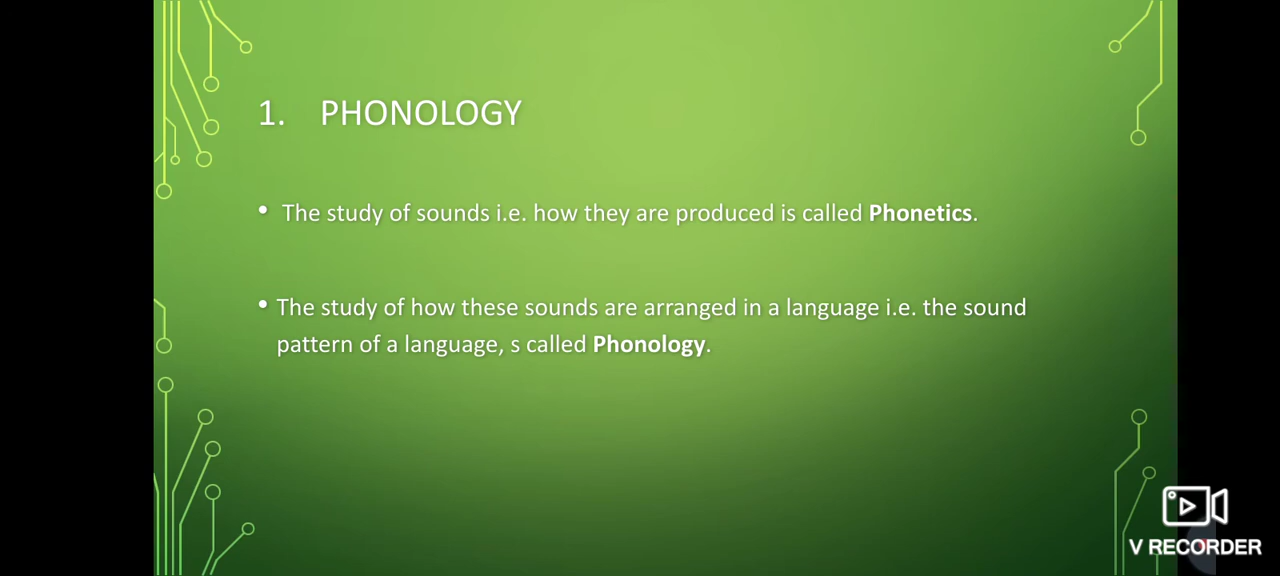 1. PHONOLOGY
• The study of sounds i.e. how they are produced is called Phonetics.
• The study of how these sounds are arranged in a language i.e. the sound
pattern of a language, s called Phonology.
V RECORDER